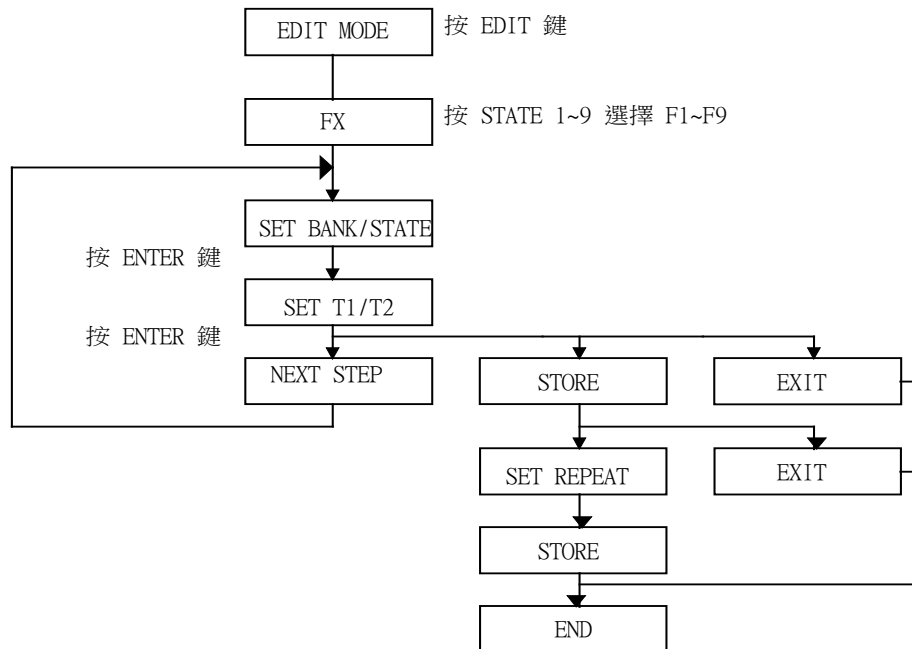 EDIT MODE 按 EDIT 鍵
FX 按 STATE 1~9 選擇 F1~F9
SET BANK/STATE
按 ENTER 鍵
SET T1/T2
按 ENTER 鍵
NEXT STEP STORE EXIT
SET REPEAT EXIT
STORE
END